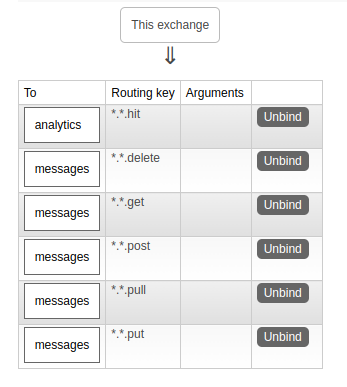 This exchange
⇓
To Routing key Arguments
analytics *.*.hit Unbind
messages *.*.delete Unbind
messages *.*.get Unbind
messages *.*.post Unbind
messages *.*.pull Unbind
messages *.*.put Unbind